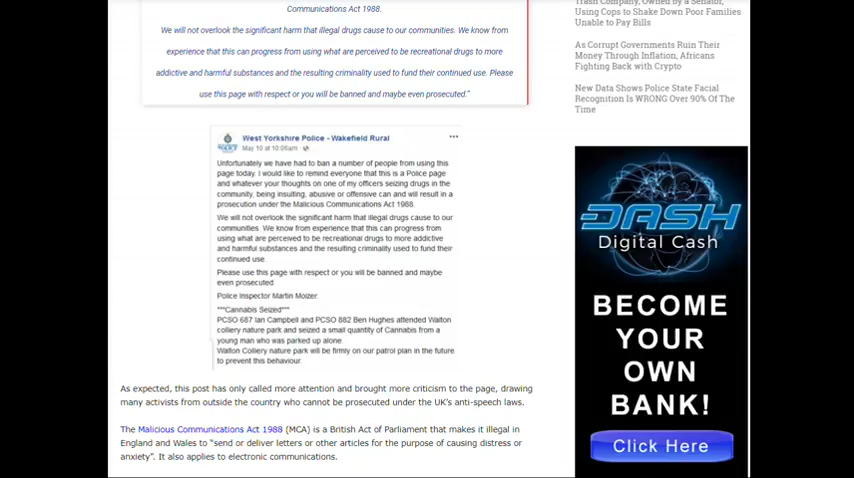 Communications Act 1988.
We will not overlook the significant harm that illegal drugs cause to our communities. We know from
experience that this can progress from using what are perceived to be recreational drugs to more
addictive and harmful substances and the resulting criminality used to fund their continued use. Please
use this page with respect or you will be banned and maybe even prosecuted.”
West Yorkshire Police - Wakefield Rural
May 10 at 10:06am
Unfortunately we have had to ban a number of people from using this
page today. I would like to remind everyone that this is a Police page
and whatever your thoughts on one of my officers seizing drugs in the
community, being insulting, abusive or offensive can and will result in a
prosecution under the Malicious Communications Act 1988.
We will not overlook the significant harm that illegal drugs cause to our
communities. We know from experience that this can progress from
using what are perceived to be recreational drugs to more addictive
and harmful substances and the resulting criminality used to fund their
continued use.
Please use this page with respect or you will be banned and maybe
even prosecuted
Police Inspector Martin Moizer.
***Cannabis Seized***
PCSO 687 Ian Campbell and PCSO 882 Ben Hughes attended Walton
colliery nature park and seized a small quantity of Cannabis from a
young man who was parked up alone.
Walton Colliery nature park will be firmly on our patrol plan in the future
to prevent this behaviour.
As expected, this post has only called more attention and brought more criticism to the page, drawing
many activists from outside the country who cannot be prosecuted under the UK’s anti-speech laws.
The Malicious Communications Act 1988 (MCA) is a British Act of Parliament that makes it illegal in
England and Wales to “send or deliver letters or other articles for the purpose of causing distress or
anxiety”. It also applies to electronic communications.
Trash Company, Owned by a Senator,
Using Cops to Shake Down Poor Families
Unable to Pay Bills
As Corrupt Governments Ruin Their
Money Through Inflation, Africans
Fighting Back with Crypto
New Data Shows Police State Facial
Recognition Is WRONG Over 90% Of The
Time
DASH
Digital Cash
BECOME
YOUR
OWN
BANK!
Click Here